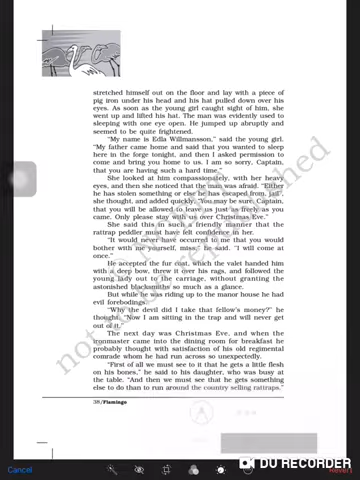 stretched himself out on the floor and lay with a piece of
pig iron under his head and his hat pulled down over his
eyes. As soon as the young girl caught sight of him, she
went up and lifted his hat. The man was evidently used to
sleeping with one eye open. He jumped up abruptly and
seemed to be quite frightened.
"My name is Edla Willmansson," said the young girl.
"My father came home and said that you wanted to sleep
here in the forge tonight, and then I asked permission to
come and bring you home to us. I am so sorry, Captain,
that you are having such a hard time."
She looked at him compassionately, with her heavy
eyes, and then she noticed that the man was afraid. "Either
he has stolen something or else he has escaped from, jail",
she thought, and added quickly, "You may be sure, Captain,
that you will be allowed to leave us just as freely as you
came. Only please stay with us over Christmas Eve."
She said this in such a friendly manner that the
rattrap peddler must have felt confidence in her.
"It would never have occurred to me that you would
bother with me yourself, miss," he said. "I will come at
once."
He accepted the fur coat, which the valet handed him
with a deep bow, threw it over his rags, and followed the
young lady out to the carriage, without granting the
astonished blacksmiths so much as a glance.
But while he was riding up to the manor house he had
evil forebodings.
"Why the devil did I take that fellow's money?" he
thought. "Now I am sitting in the trap and will never get
out of it."
The next day was Christmas Eve, and when the
ironmaster came into the dining room for breakfast he
probably thought with satisfaction of his old regimental
comrade whom he had run across so unexpectedly.
"First of all we must see to it that he gets a little flesh
on his bones," he said to his daughter, who was busy at
the table. "And then we must see that he gets something
else to do than to run around the country selling rattraps."
38/Flamingo
DU RECORDER
Cancel
Revert